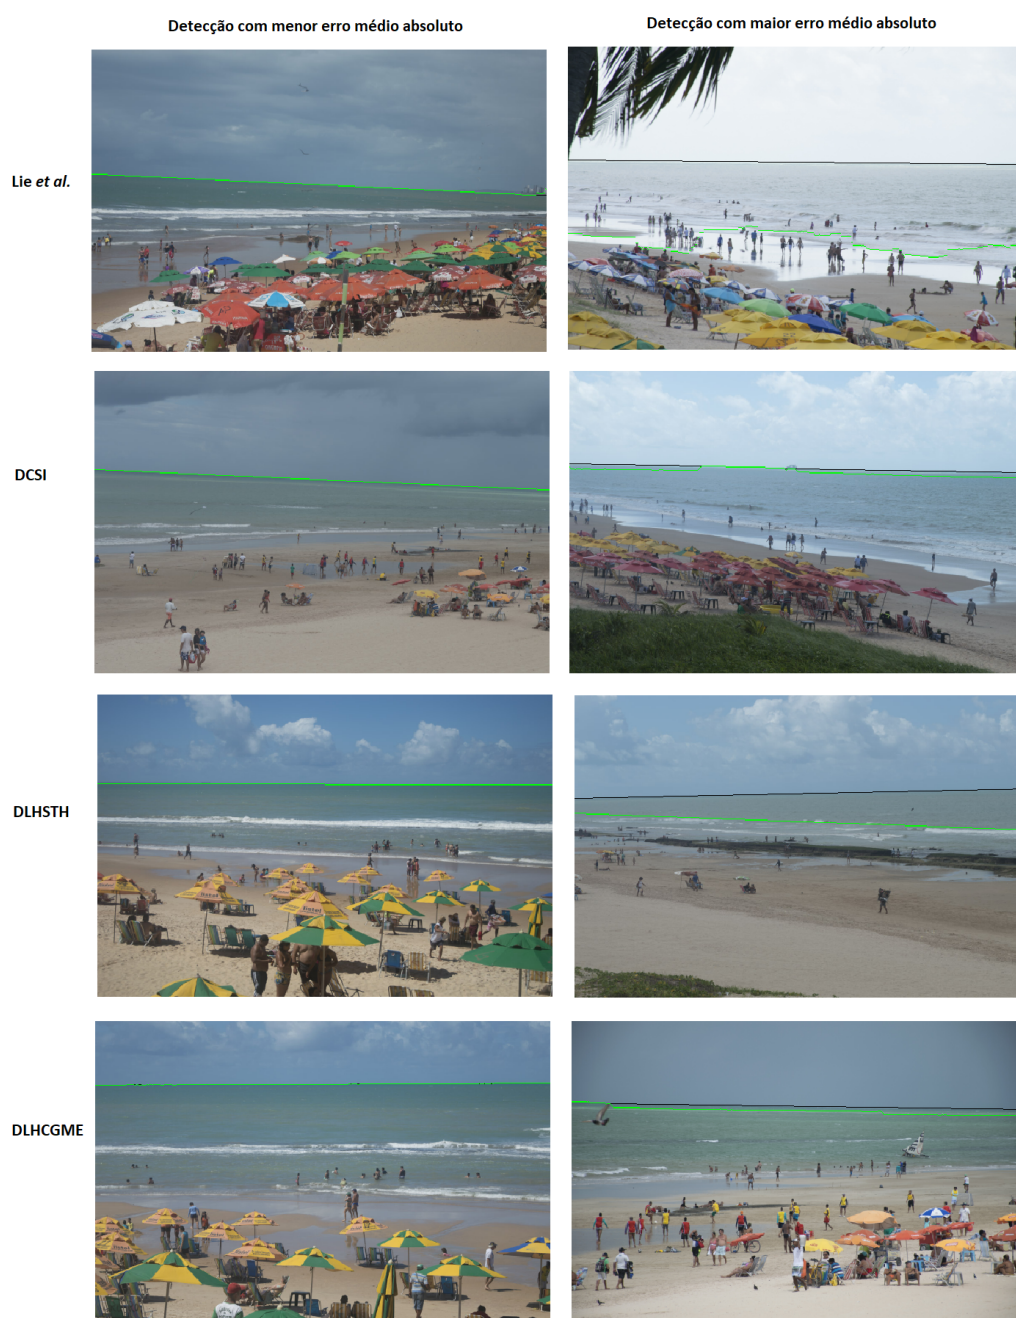 Detecção com menor erro médio absoluto
Detecção com maior erro médio absoluto
Lie et al.
DCSI
DLHSTH
DLHCGME